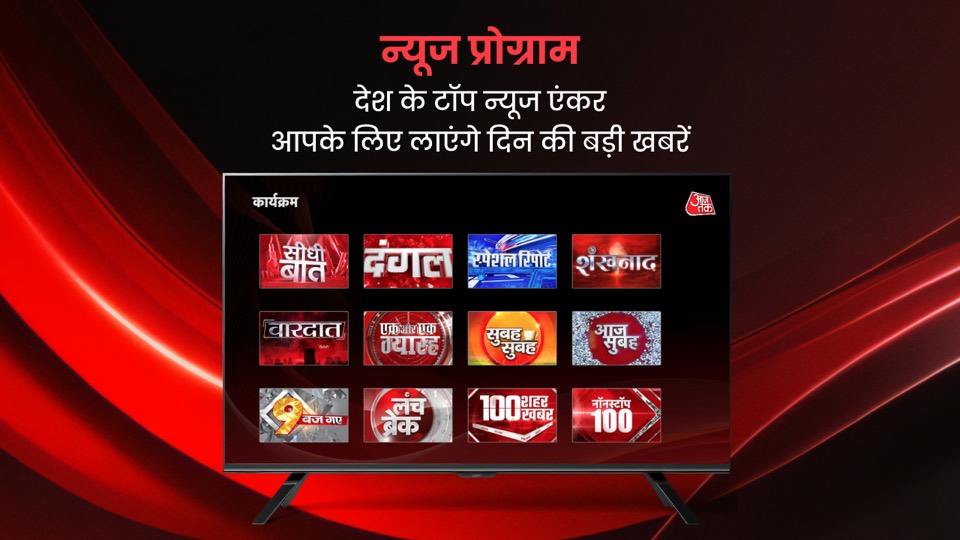 न्यूज प्रोग्राम
देश के टॉप न्यूज एंकर
आपके लिए लाएंगे दिन की बड़ी खबरें
कार्यक्रम
आज
तक
सीधी
बात
दंगल
स्पेशल रिपोर्ट
शंखनाद
वारदात
एक और एक
ग्यारह
सुबह
सुबह
आज
सुबह
9 बज गए
लंच
ब्रेक
100 शहर
खबर
नॉनस्टॉप
100